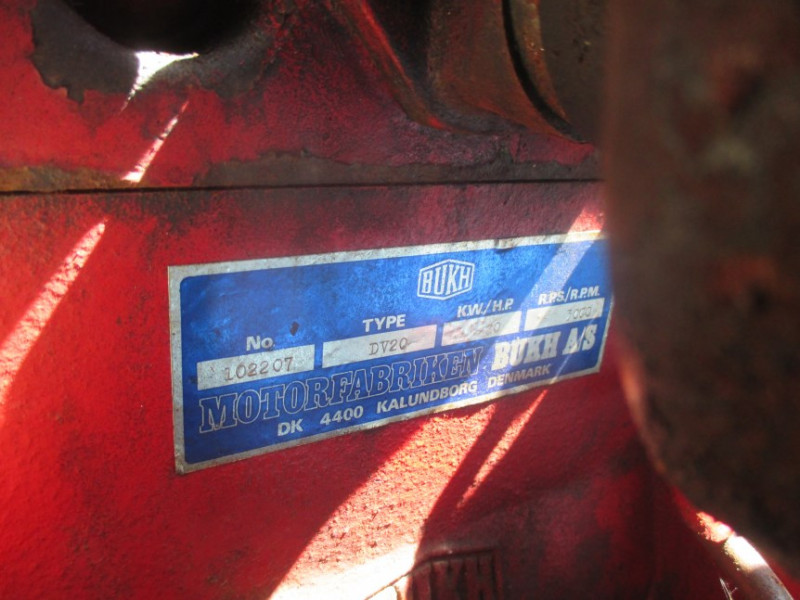 BUKH
No. TYPE KW./H.P. R.P.S/R.P.M.
102207 DV20
MOTORFABRIKEN BUKH A/S
DK 4400 KALUNDBORG DENMARK